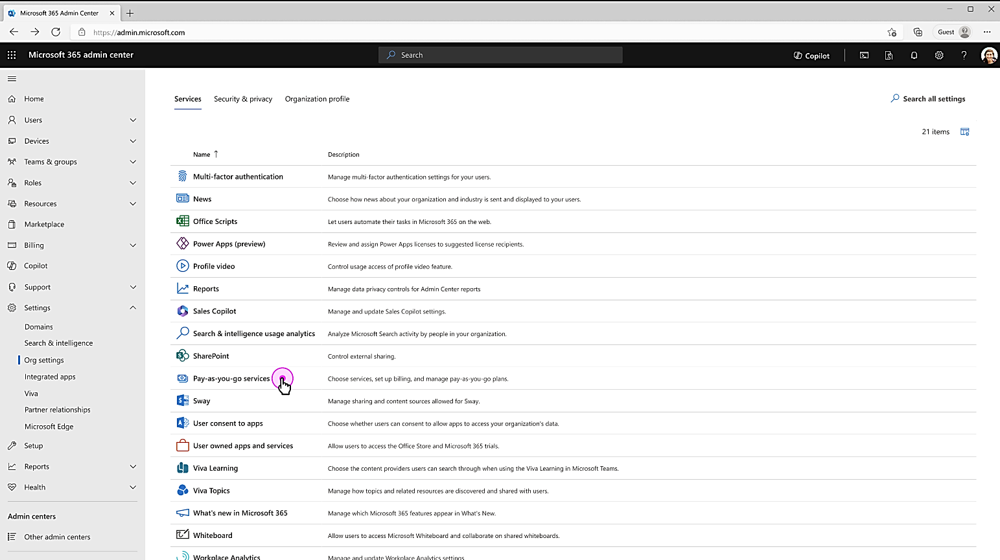 Microsoft 365 Admin Center
https://admin.microsoft.com
Guest
Microsoft 365 admin center
Search
Copilot
Home
Users
Devices
Teams & groups
Roles
Resources
Marketplace
Billing
Copilot
Support
Settings
Domains
Search & intelligence
Org settings
Integrated apps
Viva
Partner relationships
Microsoft Edge
Setup
Reports
Health
Admin centers
Other admin centers
Services Security & privacy Organization profile
Search all settings
21 items
Name ↑ Description
Multi-factor authentication Manage multi-factor authentication settings for your users.
News Choose how news about your organization and industry is sent and displayed to your users.
Office Scripts Let users automate their tasks in Microsoft 365 on the web.
Power Apps (preview) Review and assign Power Apps licenses to suggested license recipients.
Profile video Control usage access of profile video feature.
Reports Manage data privacy controls for Admin Center reports
Sales Copilot Manage and update Sales Copilot settings.
Search & intelligence usage analytics Analyze Microsoft Search activity by people in your organization.
SharePoint Control external sharing.
Pay-as-you-go services Choose services, set up billing, and manage pay-as-you-go plans.
Sway Manage sharing and content sources allowed for Sway.
User consent to apps Choose whether users can consent to allow apps to access your organization's data.
User owned apps and services Allow users to access the Office Store and Microsoft 365 trials.
Viva Learning Choose the content providers users can search through when using the Viva Learning in Microsoft Teams.
Viva Topics Manage how topics and related resources are discovered and shared with users.
What's new in Microsoft 365 Manage which Microsoft 365 features appear in What's New.
Whiteboard Allow users to access Microsoft Whiteboard and collaborate on shared whiteboards.
Workplace Analytics Manage and update Workplace Analytics settings